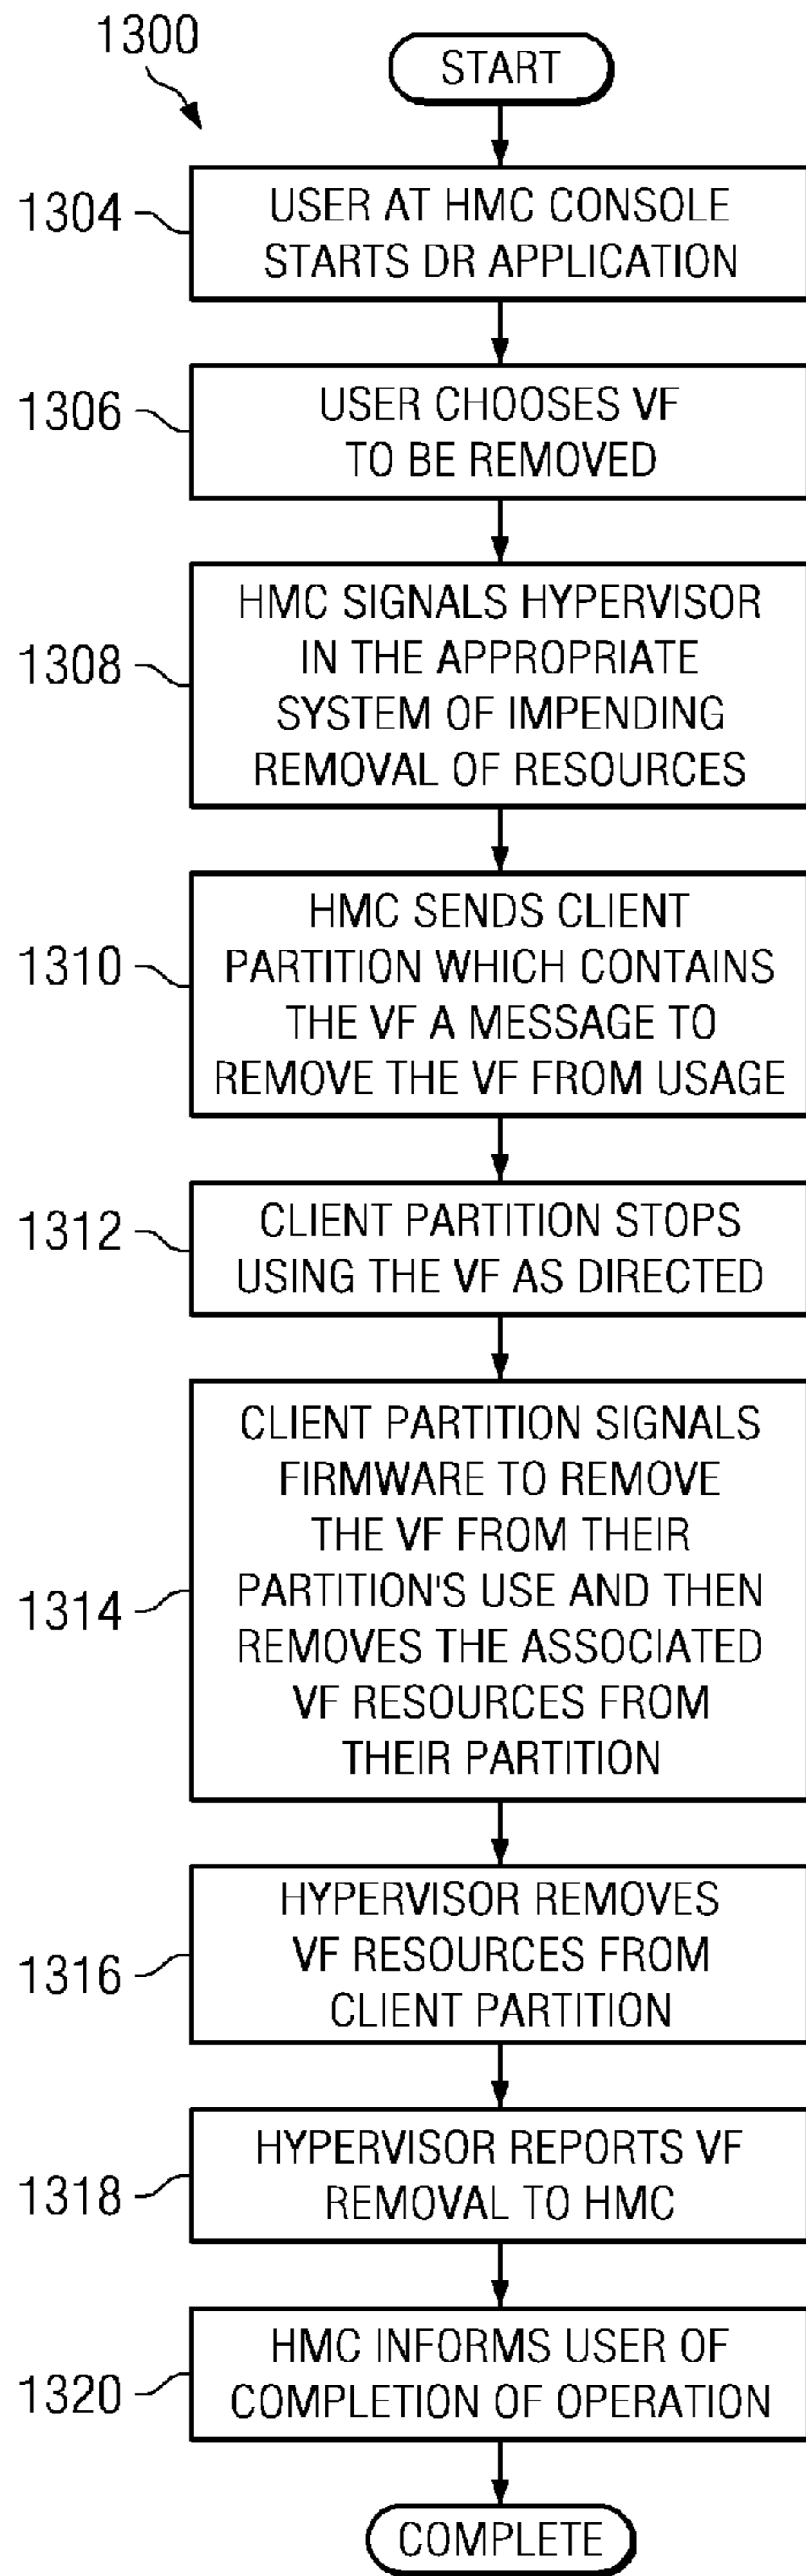 1300
START
1304
USER AT HMC CONSOLE
STARTS DR APPLICATION
1306
USER CHOOSES VF
TO BE REMOVED
1308
HMC SIGNALS HYPERVISOR
IN THE APPROPRIATE
SYSTEM OF IMPENDING
REMOVAL OF RESOURCES
1310
HMC SENDS CLIENT
PARTITION WHICH CONTAINS
THE VF A MESSAGE TO
REMOVE THE VF FROM USAGE
1312
CLIENT PARTITION STOPS
USING THE VF AS DIRECTED
1314
CLIENT PARTITION SIGNALS
FIRMWARE TO REMOVE
THE VF FROM THEIR
PARTITION'S USE AND THEN
REMOVES THE ASSOCIATED
VF RESOURCES FROM
THEIR PARTITION
1316
HYPERVISOR REMOVES
VF RESOURCES FROM
CLIENT PARTITION
1318
HYPERVISOR REPORTS VF
REMOVAL TO HMC
1320
HMC INFORMS USER OF
COMPLETION OF OPERATION
COMPLETE